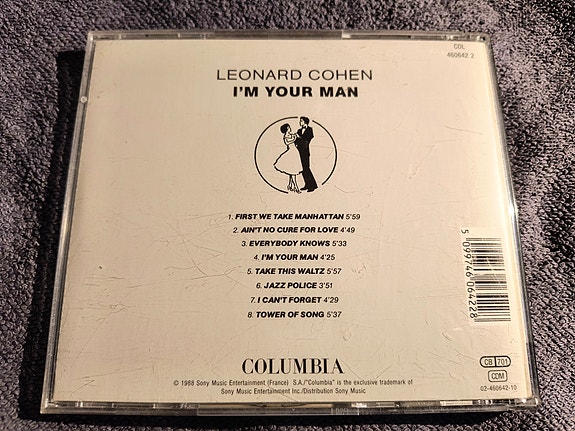 COL
460642 2
LEONARD COHEN
I'M YOUR MAN
1. FIRST WE TAKE MANHATTAN 5'59
2. AIN'T NO CURE FOR LOVE 4'49
3. EVERYBODY KNOWS 5'33
4. I'M YOUR MAN 4'25
5. TAKE THIS WALTZ 5'57
6. JAZZ POLICE 3'51
7. I CAN'T FORGET 4'29
8. TOWER OF SONG 5'37
5 099746 064228
COLUMBIA
© 1988 Sony Music Entertainment (France) S.A./"Columbia" is the exclusive trademark of
Sony Music Entertainment Inc./Distribution Sony Music
CB 701
CDM
02-460642-10